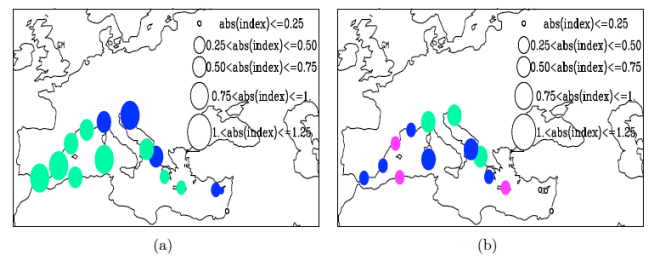 abs(index)<=0.25
0.25<abs(index)<=0.50
0.50<abs(index)<=0.75
0.75<abs(index)<=1
1.<abs(index)<=1.25
GM
abs(index)<=0.25
0.25<abs(index)<=0.50
0.50<abs(index)<=0.75
0.75<abs(index)<=1
1.<abs(index)<=1.25
GM
(a)
(b)